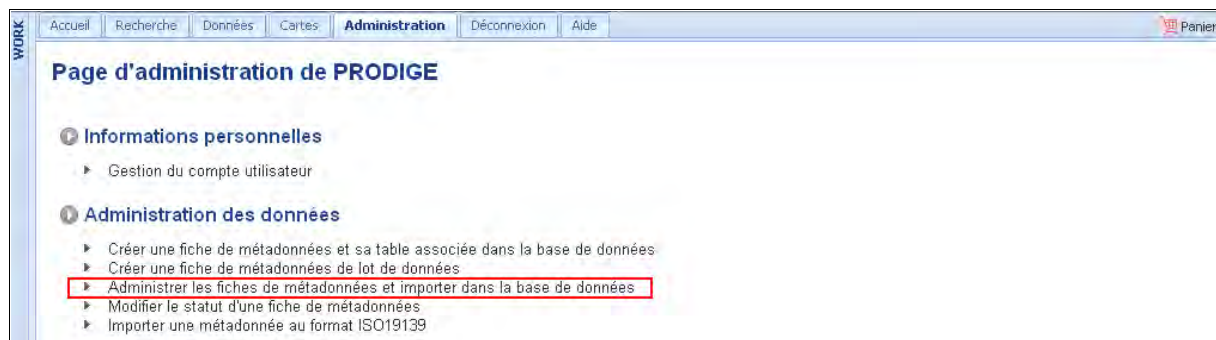 WORK
Accueil Recherche Données Cartes Administration Déconnexion Aide Panier
Page d'administration de PRODIGE
Informations personnelles
Gestion du compte utilisateur
Administration des données
Créer une fiche de métadonnées et sa table associée dans la base de données
Créer une fiche de métadonnées de lot de données
Administrer les fiches de métadonnées et importer dans la base de données
Modifier le statut d'une fiche de métadonnées
Importer une métadonnée au format ISO19139